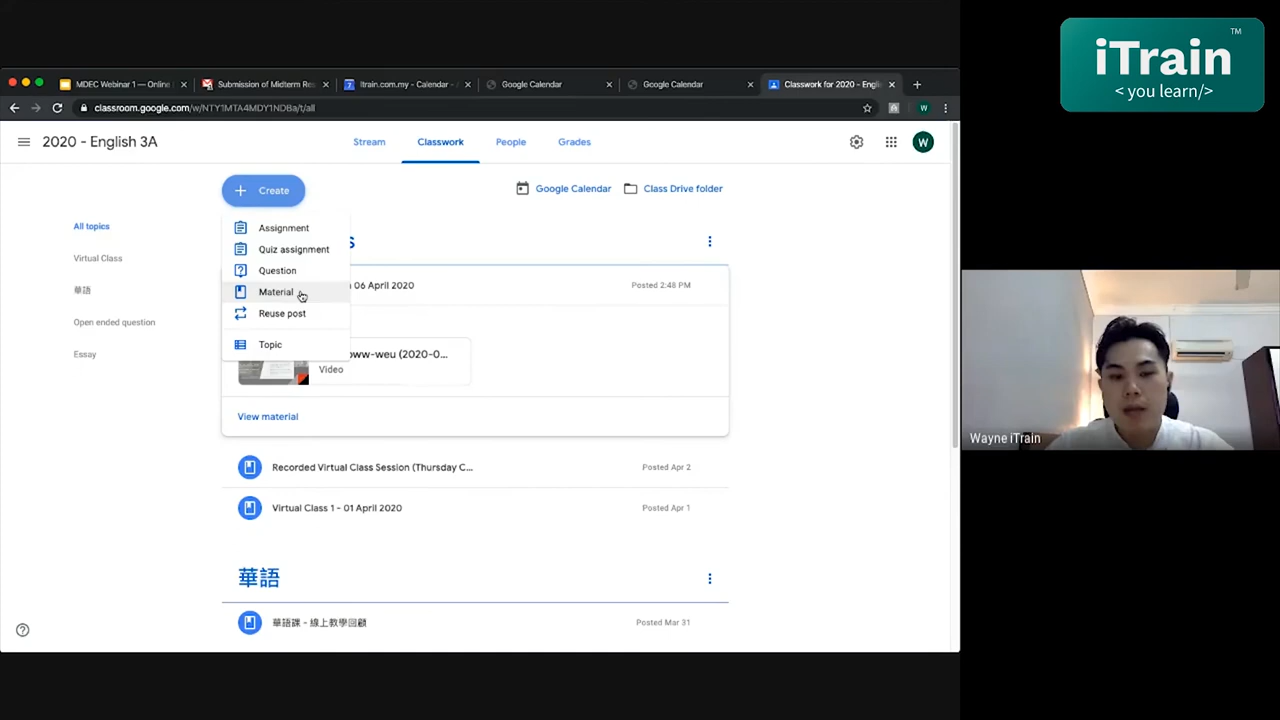 MDEC Webinar 1 — Online
Submission of Midterm Re
itrain.com.my - Calendar -
Google Calendar
Google Calendar
Classwork for 2020 - Engli
classroom.google.com/w/NTY1MTA4MDY1NDBa/t/all
W
2020 - English 3A
Stream
Classwork
People
Grades
W
Create
Google Calendar
Class Drive folder
All topics
Virtual Class
華語
Open ended question
Essay
Assignment
Quiz assignment
Question
Material
Reuse post
Topic
s
06 April 2020
Posted 2:48 PM
oww-weu (2020-0...
Video
View material
Recorded Virtual Class Session (Thursday C...
Posted Apr 2
Virtual Class 1 - 01 April 2020
Posted Apr 1
華語
華語課 - 線上教學回顧
Posted Mar 31
iTrain
TM
< you learn/>
Wayne iTrain